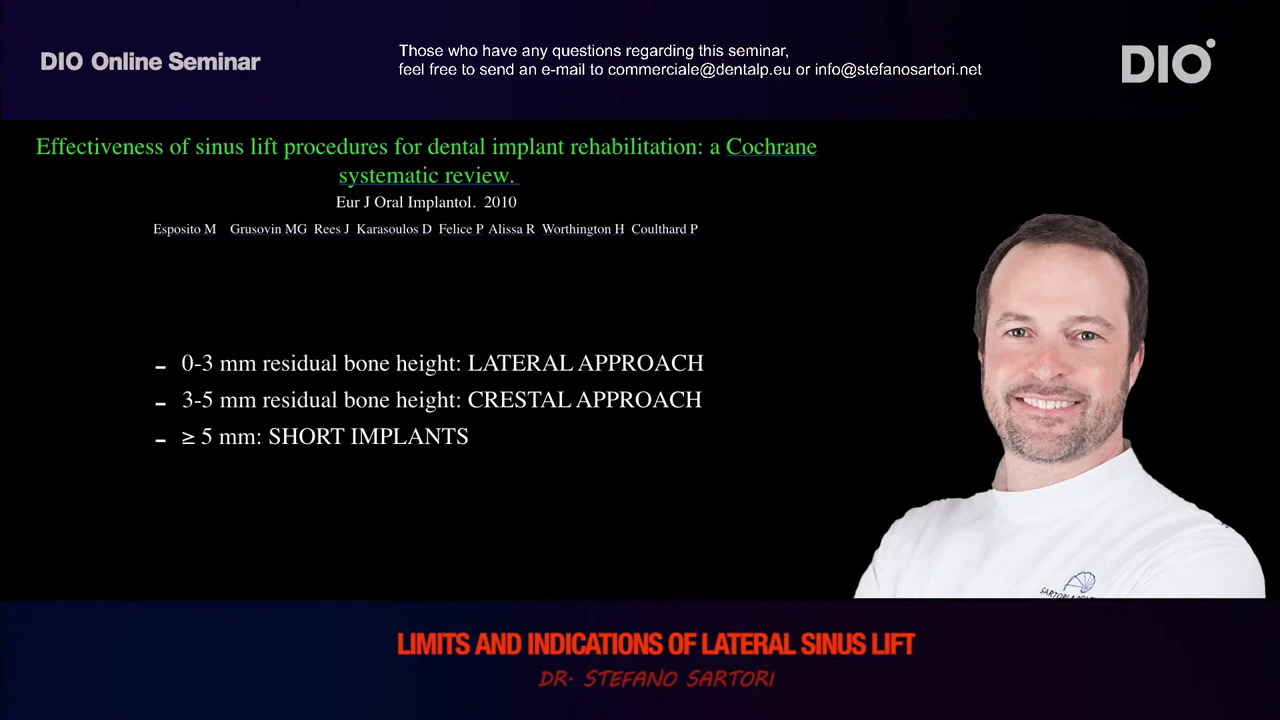 DIO Online Seminar
Those who have any questions regarding this seminar,
feel free to send an e-mail to commerciale@dentalp.eu or info@stefanosartori.net
DIO
Effectiveness of sinus lift procedures for dental implant rehabilitation: a Cochrane
systematic review.
Eur J Oral Implantol. 2010
Esposito M Grusovin MG Rees J Karasoulos D Felice P Alissa R Worthington H Coulthard P
- 0-3 mm residual bone height: LATERAL APPROACH
- 3-5 mm residual bone height: CRESTAL APPROACH
- ≥ 5 mm: SHORT IMPLANTS
LIMITS AND INDICATIONS OF LATERAL SINUS LIFT
DR. STEFANO SARTORI